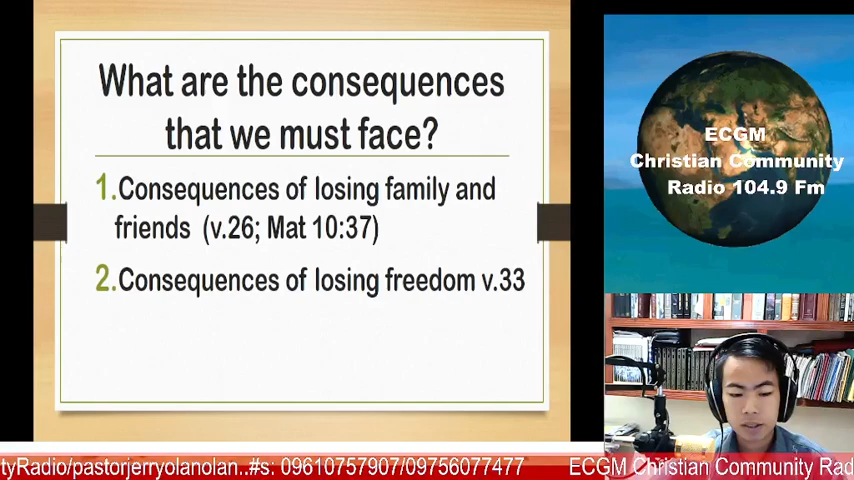 What are the consequences
that we must face?
1.Consequences of losing family and
friends (v.26; Mat 10:37)
2.Consequences of losing freedom v.33
ECGM
Christian Community
Radio 104.9 Fm
tyRadio/pastorjerryolanolan..#s: 09610757907/09756077477 ECGM Christian Community Rad